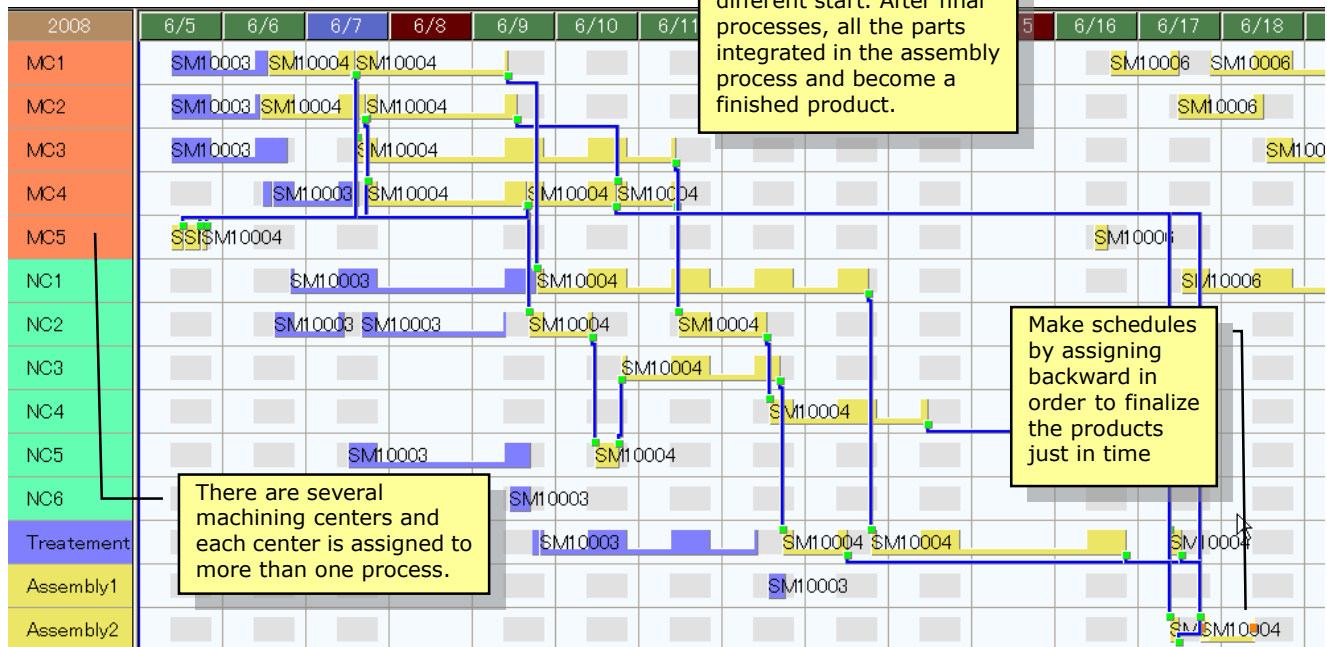 different start. After final
processes, all the parts
integrated in the assembly
process and become a
finished product.
2008 6/5 6/6 6/7 6/8 6/9 6/10 6/11 5 6/16 6/17 6/18
MC1 SM10003 SM10004 SM10004 SM10006 SM10006
MC2 SM10003 SM10004 SM10004 SM10006
MC3 SM10003 SM10004 SM100
MC4 SM10003 SM10004 SM10004 SM10004
MC5 S SI SM10004 SM10006
NC1 SM10003 SM10004 SM10006
NC2 SM10003 SM10003 SM10004 SM10004
NC3 SM10004
NC4 SM10004
NC5 SM10003 SM10004
NC6 SM10003
Treatement SM10003 SM10004 SM10004 SM10004
Assembly1 SM10003
Assembly2 SM SM10004
Make schedules
by assigning
backward in
order to finalize
the products
just in time
There are several
machining centers and
each center is assigned to
more than one process.